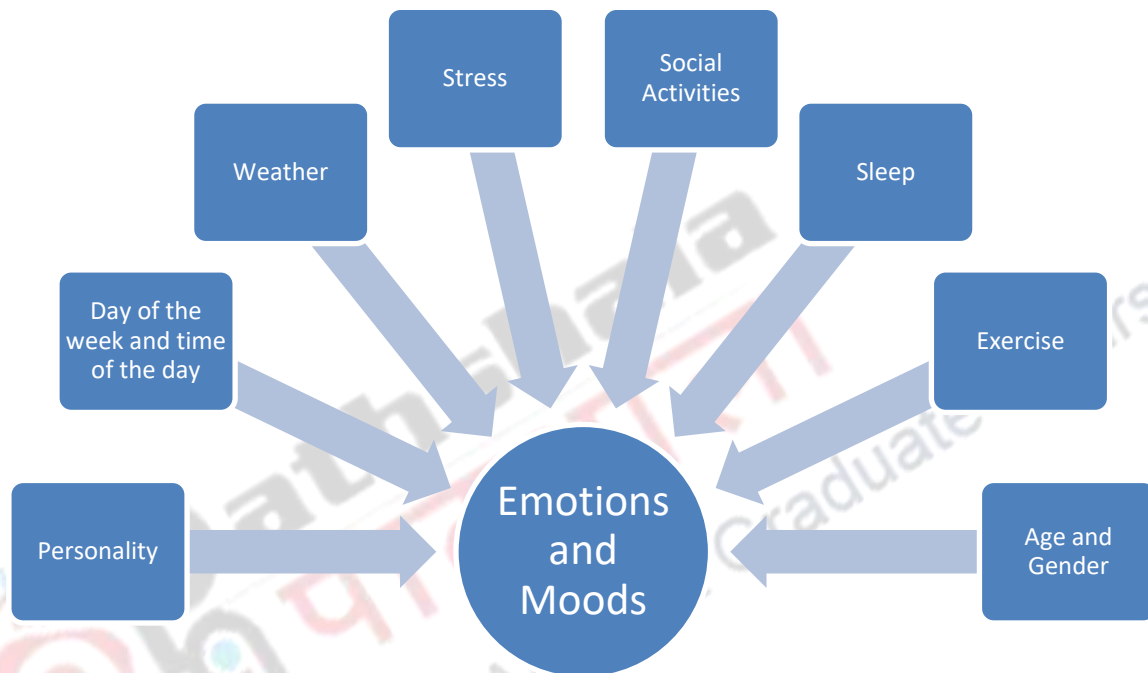 Stress
Social
Activities
Weather
Sleep
Day of the
week and time
of the day
Exercise
Personality
Emotions
and
Moods
Age and
Gender
Graduate